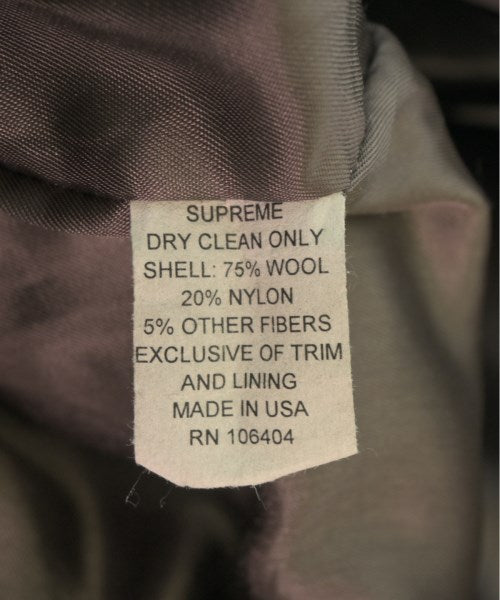 SUPREME
DRY CLEAN ONLY
SHELL: 75% WOOL
20% NYLON
5% OTHER FIBERS
EXCLUSIVE OF TRIM
AND LINING
MADE IN USA
RN 106404